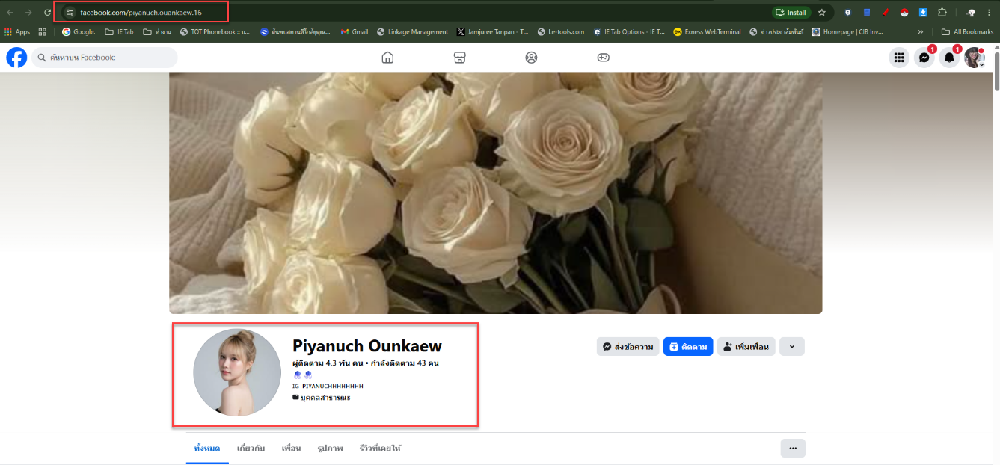 facebook.com/piyanuch.ouankaew.16
Install
Apps
Google.
IE Tab
ทำงาน
TOT Phonebook :: บ...
ค้นพบสถานที่ใกล้คุณ...
Gmail
Linkage Management
Jamjuree Tanpan - T...
Le-tools.com
IE Tab Options - IE T...
Exness WebTerminal
ข่าวประชาสัมพันธ์
Homepage | CIB Inv...
All Bookmarks
ค้นหาบน Facebook:
1
1
Piyanuch Ounkaew
ผู้ติดตาม 4.3 พัน คน • กำลังติดตาม 43 คน
IG_PIYANUCHHHHHHHH
บุคคลสาธารณะ
ส่งข้อความ
ติดตาม
เพิ่มเพื่อน
ทั้งหมด
เกี่ยวกับ
เพื่อน
รูปภาพ
รีวิวที่เคยให้